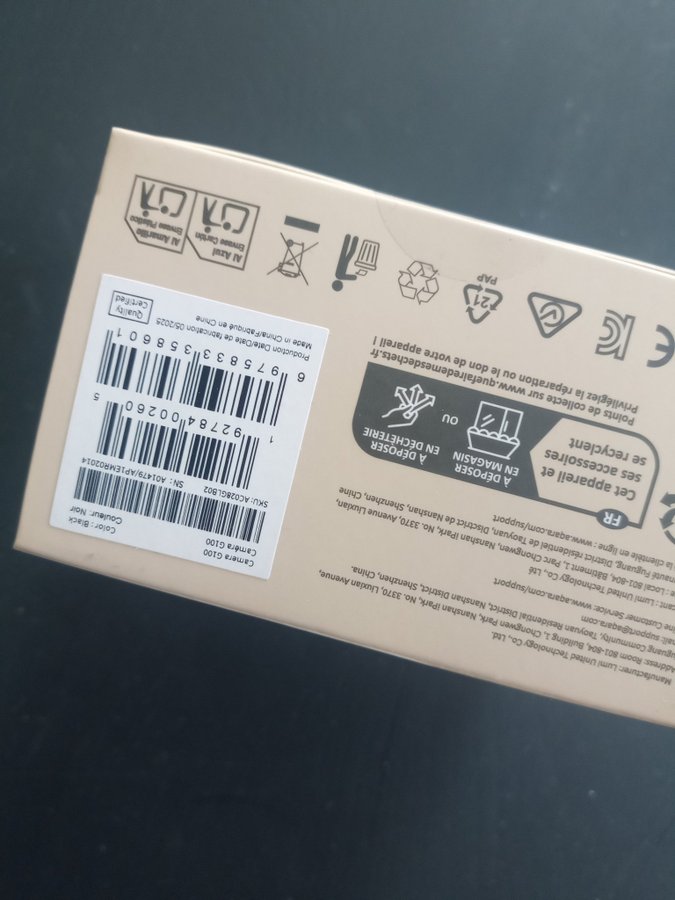 Manufacturer: Lumi United Technology Co., Ltd.
Address: Room 801-804, Building 1, Chongwen Park, Nanshan iPark, No. 3370, Liuxian Avenue,
Fuguang Community, Taoyuan Residential District, Nanshan District, Shenzhen, China.
support@aqara.com
Customer Service: www.aqara.com/support
Lumi United Technology Co., Ltd
Local 801-804, Bâtiment 1, Parc Chongwen, Nanshan iPark, No. 3370, Avenue Liuxian,
Fuguang, District résidentiel de Taoyuan, District de Nanshan, Shenzhen, Chine
à la clientèle en ligne : www.aqara.com/support
FR
Cet appareil et
ses accessoires
se recyclent
À DÉPOSER
EN MAGASIN
OU
À DÉPOSER
EN DÉCHÈTERIE
Points de collecte sur www.quefairedemesdechets.fr
Privilégiez la réparation ou le don de votre appareil !
CE
21
PAP
Al Azul
Envase Cartón
Al Amarillo
Envase Plástico
Camera G100
Caméra G100
Color: Black
Couleur: Noir
SKU: AC028GLB02
SN: A01479/AP1EMR02014
1 92784 00260 5
6 975833 358601
Production Date/Date de fabrication 05/2025
Made in China/Fabriqué en Chine
Quality
Certified